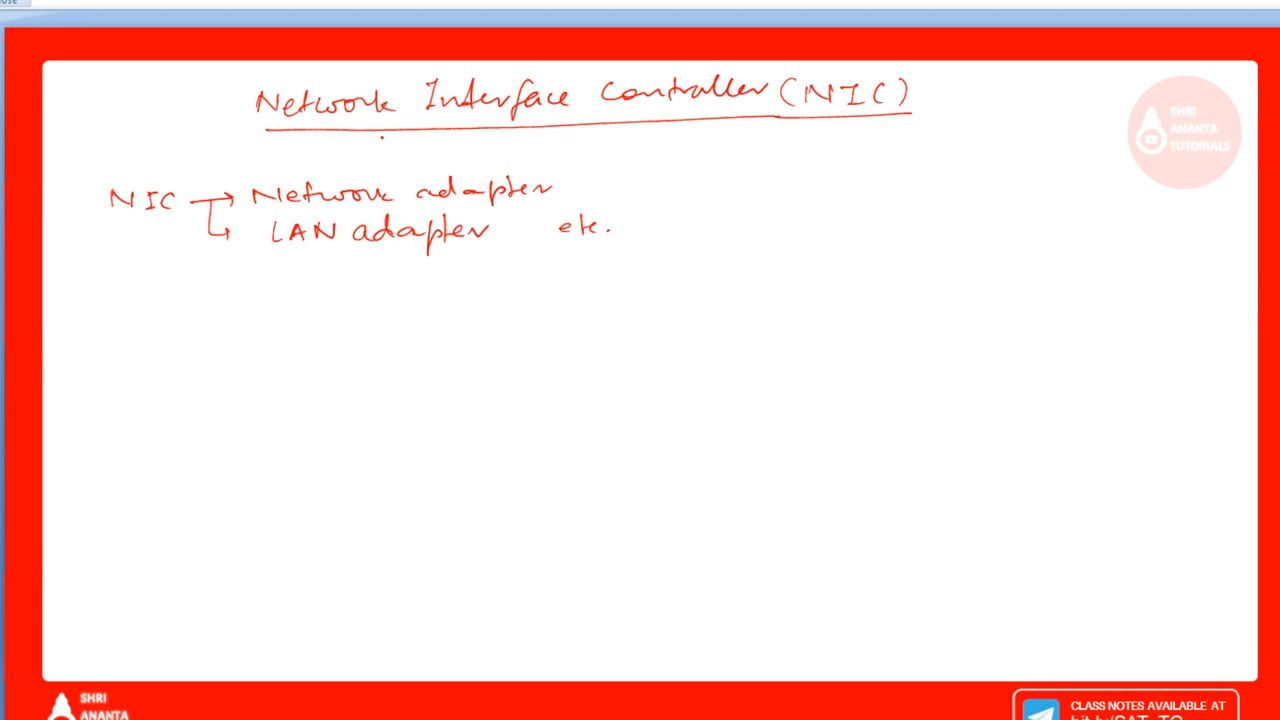 Network Interface Controller (NIC)
SHRI
ANANTA
TUTORIALS
NIC → Network adapter
↳ LAN adapter etc.
SHRI
ANANTA
CLASS NOTES AVAILABLE AT